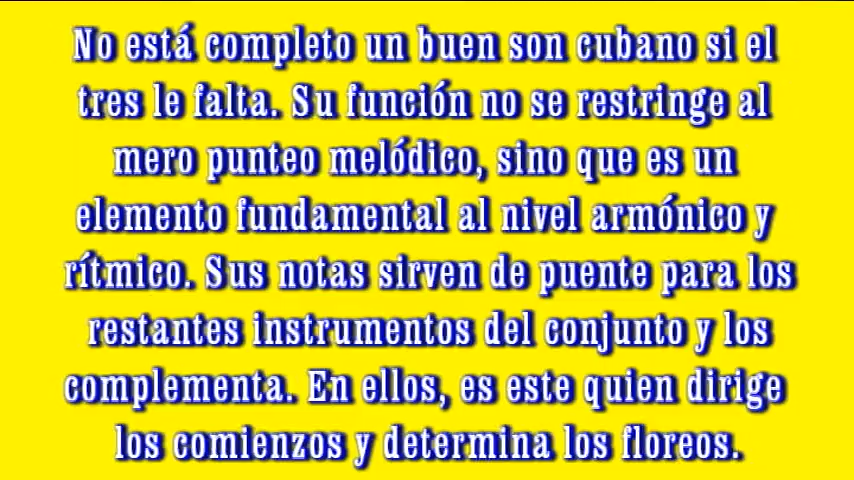 No está completo un buen son cubano si el
tres le falta. Su función no se restringe al
mero punteo melódico, sino que es un
elemento fundamental al nivel armónico y
rítmico. Sus notas sirven de puente para los
restantes instrumentos del conjunto y los
complementa. En ellos, es este quien dirige
los comienzos y determina los floreos.